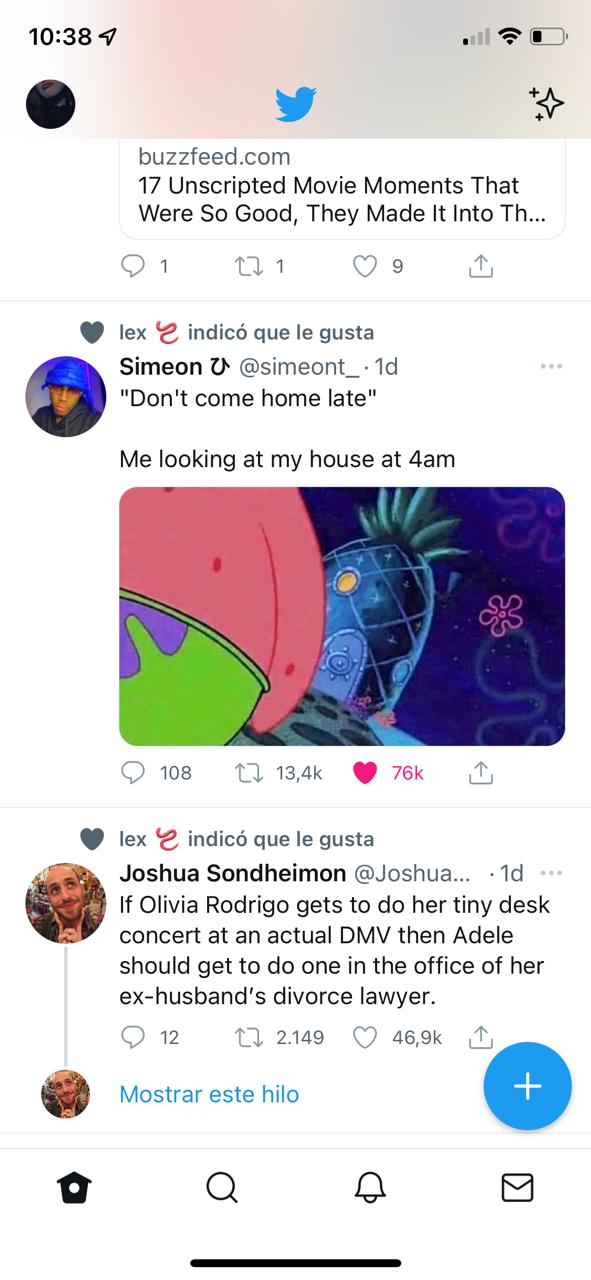 10:38
buzzfeed.com
17 Unscripted Movie Moments That
Were So Good, They Made It Into Th...
1 1 9
lex indicó que le gusta
Simeon ひ @simeont_ · 1d
"Don't come home late"
Me looking at my house at 4am
108 13,4k 76k
lex indicó que le gusta
Joshua Sondheimon @Joshua... · 1d
If Olivia Rodrigo gets to do her tiny desk
concert at an actual DMV then Adele
should get to do one in the office of her
ex-husband’s divorce lawyer.
12 2.149 46,9k
Mostrar este hilo